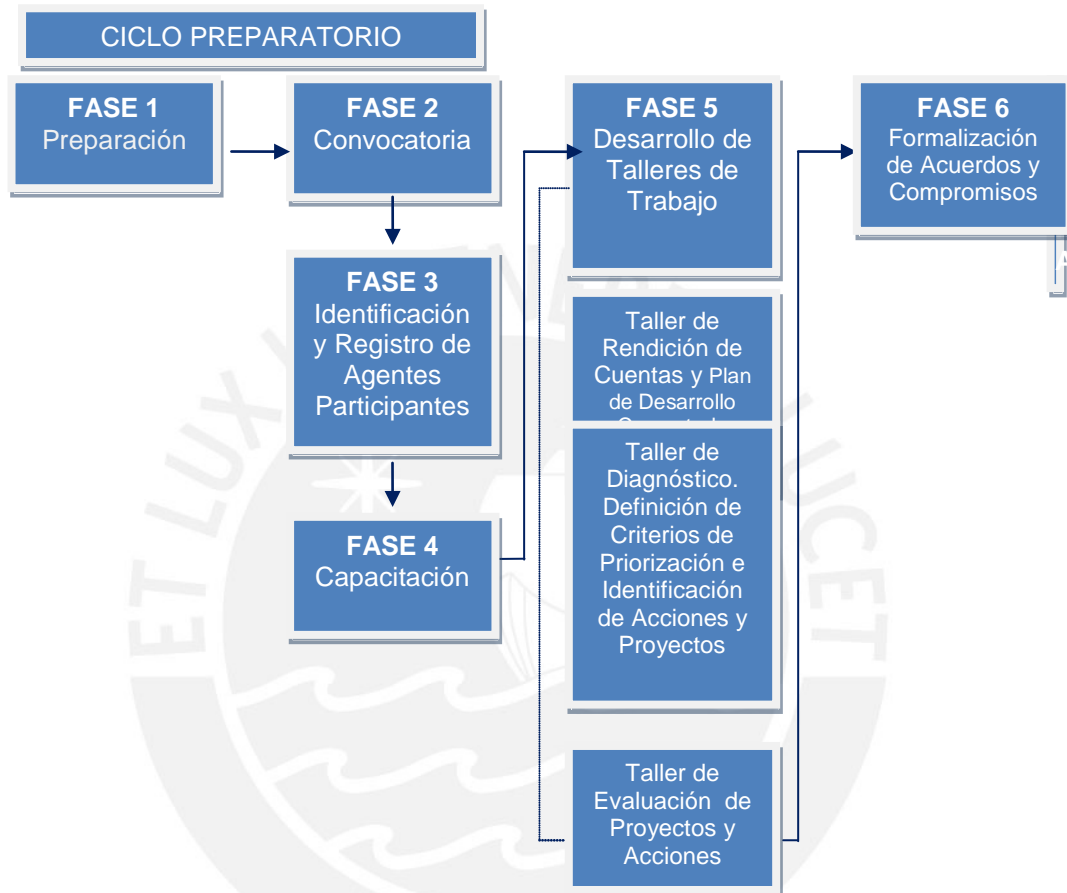 CICLO PREPARATORIO
FASE 1
Preparación
FASE 2
Convocatoria
FASE 3
Identificación
y Registro de
Agentes
Participantes
FASE 4
Capacitación
FASE 5
Desarrollo de
Talleres de
Trabajo
Taller de
Rendición de
Cuentas y Plan
de Desarrollo
Taller de
Diagnóstico.
Definición de
Criterios de
Priorización e
Identificación
de Acciones y
Proyectos
Taller de
Evaluación de
Proyectos y
Acciones
FASE 6
Formalización
de Acuerdos y
Compromisos
A
ET LUX
LUCET